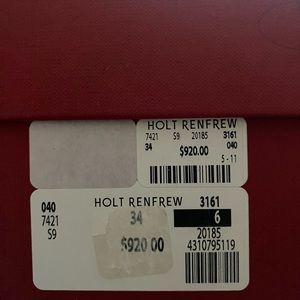 HOLT RENFREW
7421 S9 20185 3161
34 040
$920.00
5-11
040 HOLT RENFREW 3161
7421 34 6
S9 20185
$920.00 4310795119